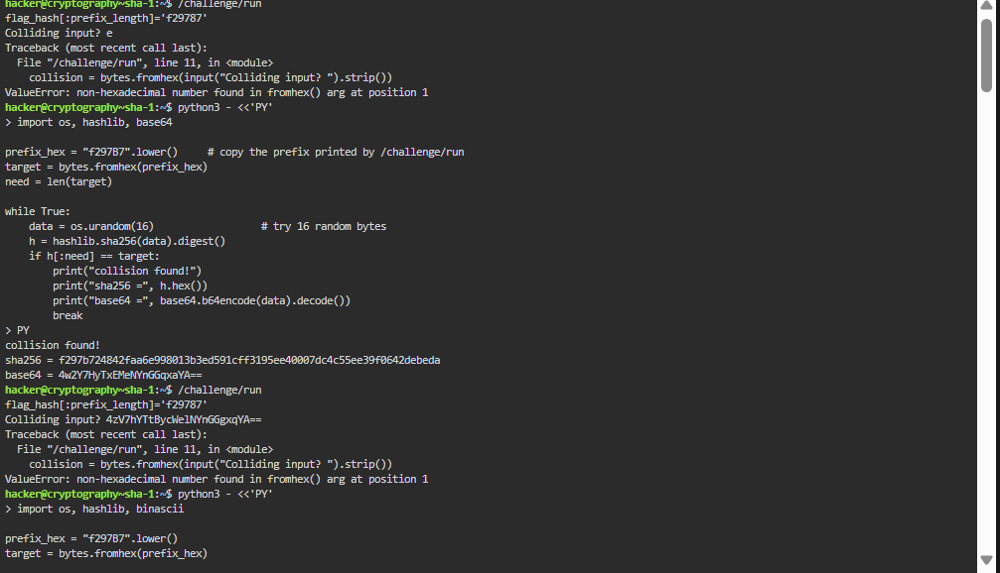 hacker@cryptography~sha-1:~$ /challenge/run
flag_hash[:prefix_length]='f29787'
Colliding input? e
Traceback (most recent call last):
  File "/challenge/run", line 11, in <module>
    collision = bytes.fromhex(input("Colliding input? ").strip())
ValueError: non-hexadecimal number found in fromhex() arg at position 1
hacker@cryptography~sha-1:~$ python3 - <<'PY'
> import os, hashlib, base64
prefix_hex = "f297B7".lower()     # copy the prefix printed by /challenge/run
target = bytes.fromhex(prefix_hex)
need = len(target)
while True:
    data = os.urandom(16)                  # try 16 random bytes
    h = hashlib.sha256(data).digest()
    if h[:need] == target:
        print("collision found!")
        print("sha256 =", h.hex())
        print("base64 =", base64.b64encode(data).decode())
        break
> PY
collision found!
sha256 = f297b724842faa6e998013b3ed591cff3195ee40007dc4c55ee39f0642debeda
base64 = 4w2Y7HyTxEMeNYnGGqxaYA==
hacker@cryptography~sha-1:~$ /challenge/run
flag_hash[:prefix_length]='f29787'
Colliding input? 4zV7hYTtBycWelNYnGGgxqYA==
Traceback (most recent call last):
  File "/challenge/run", line 11, in <module>
    collision = bytes.fromhex(input("Colliding input? ").strip())
ValueError: non-hexadecimal number found in fromhex() arg at position 1
hacker@cryptography~sha-1:~$ python3 - <<'PY'
> import os, hashlib, binascii
prefix_hex = "f297B7".lower()
target = bytes.fromhex(prefix_hex)